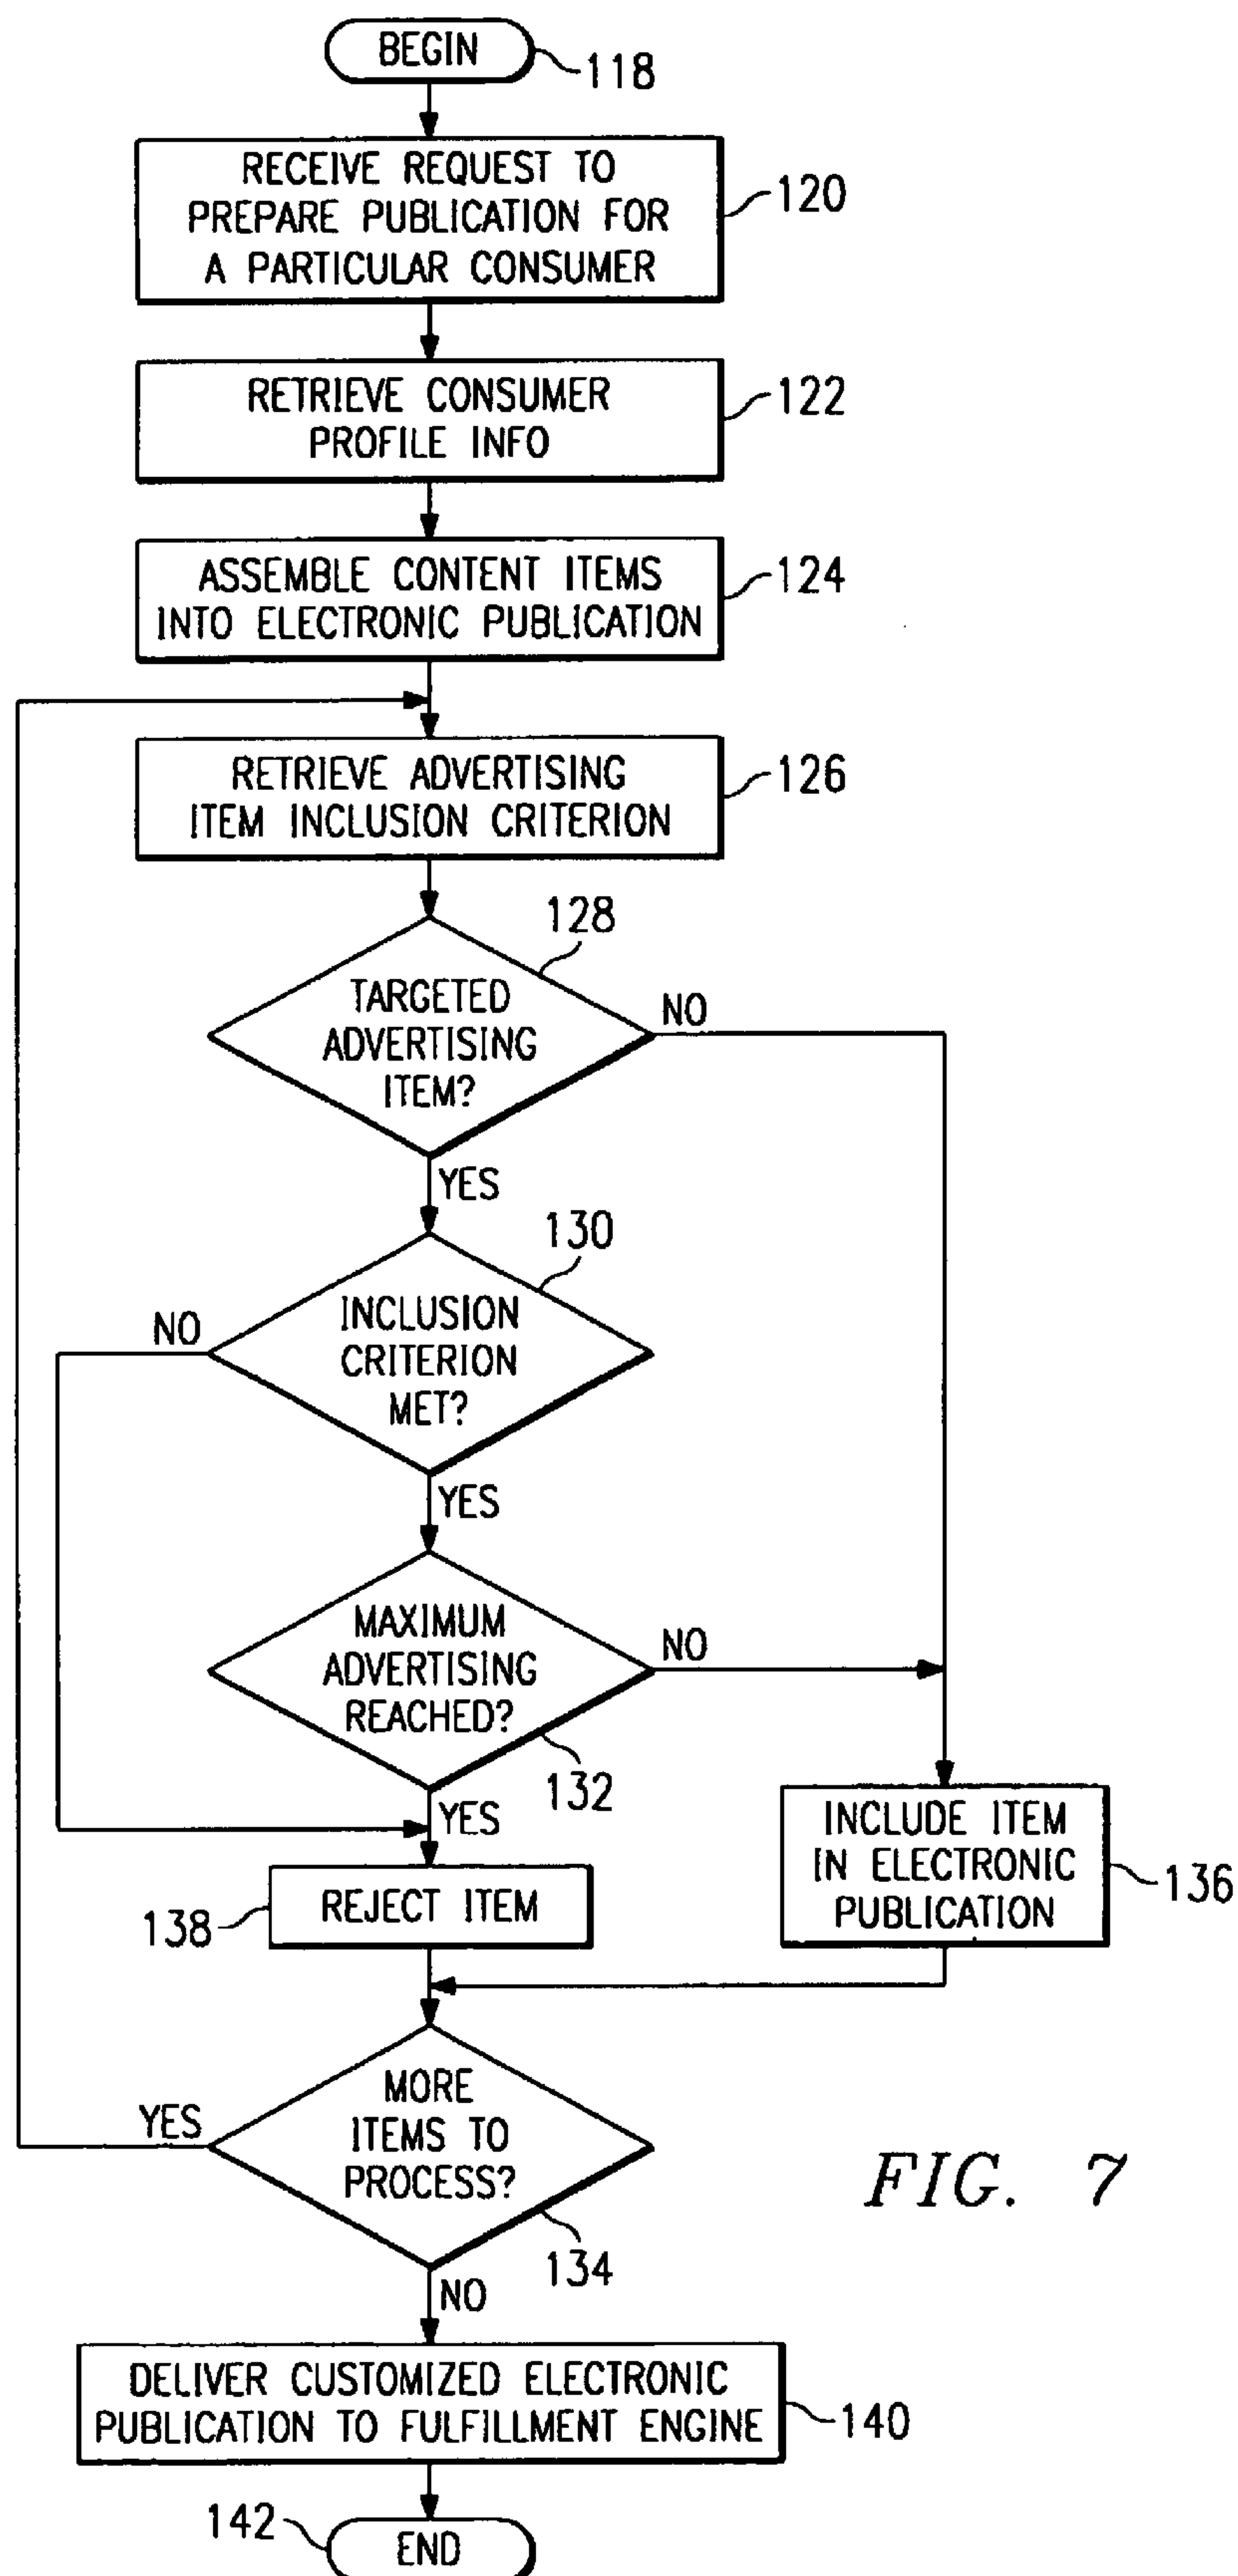 BEGIN
118
RECEIVE REQUEST TO
PREPARE PUBLICATION FOR
A PARTICULAR CONSUMER
120
RETRIEVE CONSUMER
PROFILE INFO
122
ASSEMBLE CONTENT ITEMS
INTO ELECTRONIC PUBLICATION
124
RETRIEVE ADVERTISING
ITEM INCLUSION CRITERION
126
128
TARGETED
ADVERTISING
ITEM?
NO
YES
130
INCLUSION
CRITERION
MET?
NO
YES
MAXIMUM
ADVERTISING
REACHED?
NO
132
YES
INCLUDE ITEM
IN ELECTRONIC
PUBLICATION
136
REJECT ITEM
138
MORE
ITEMS TO
PROCESS?
YES
134
NO
FIG. 7
DELIVER CUSTOMIZED ELECTRONIC
PUBLICATION TO FULFILLMENT ENGINE
140
142
END